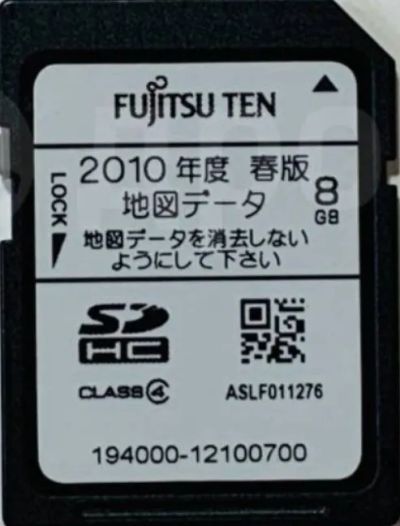 FUJITSU TEN
2010年度 春版
地図データ
8
GB
LOCK
地図データを消去しない
ようにして下さい
SD
HC
CLASS④
ASLF011276
194000-12100700